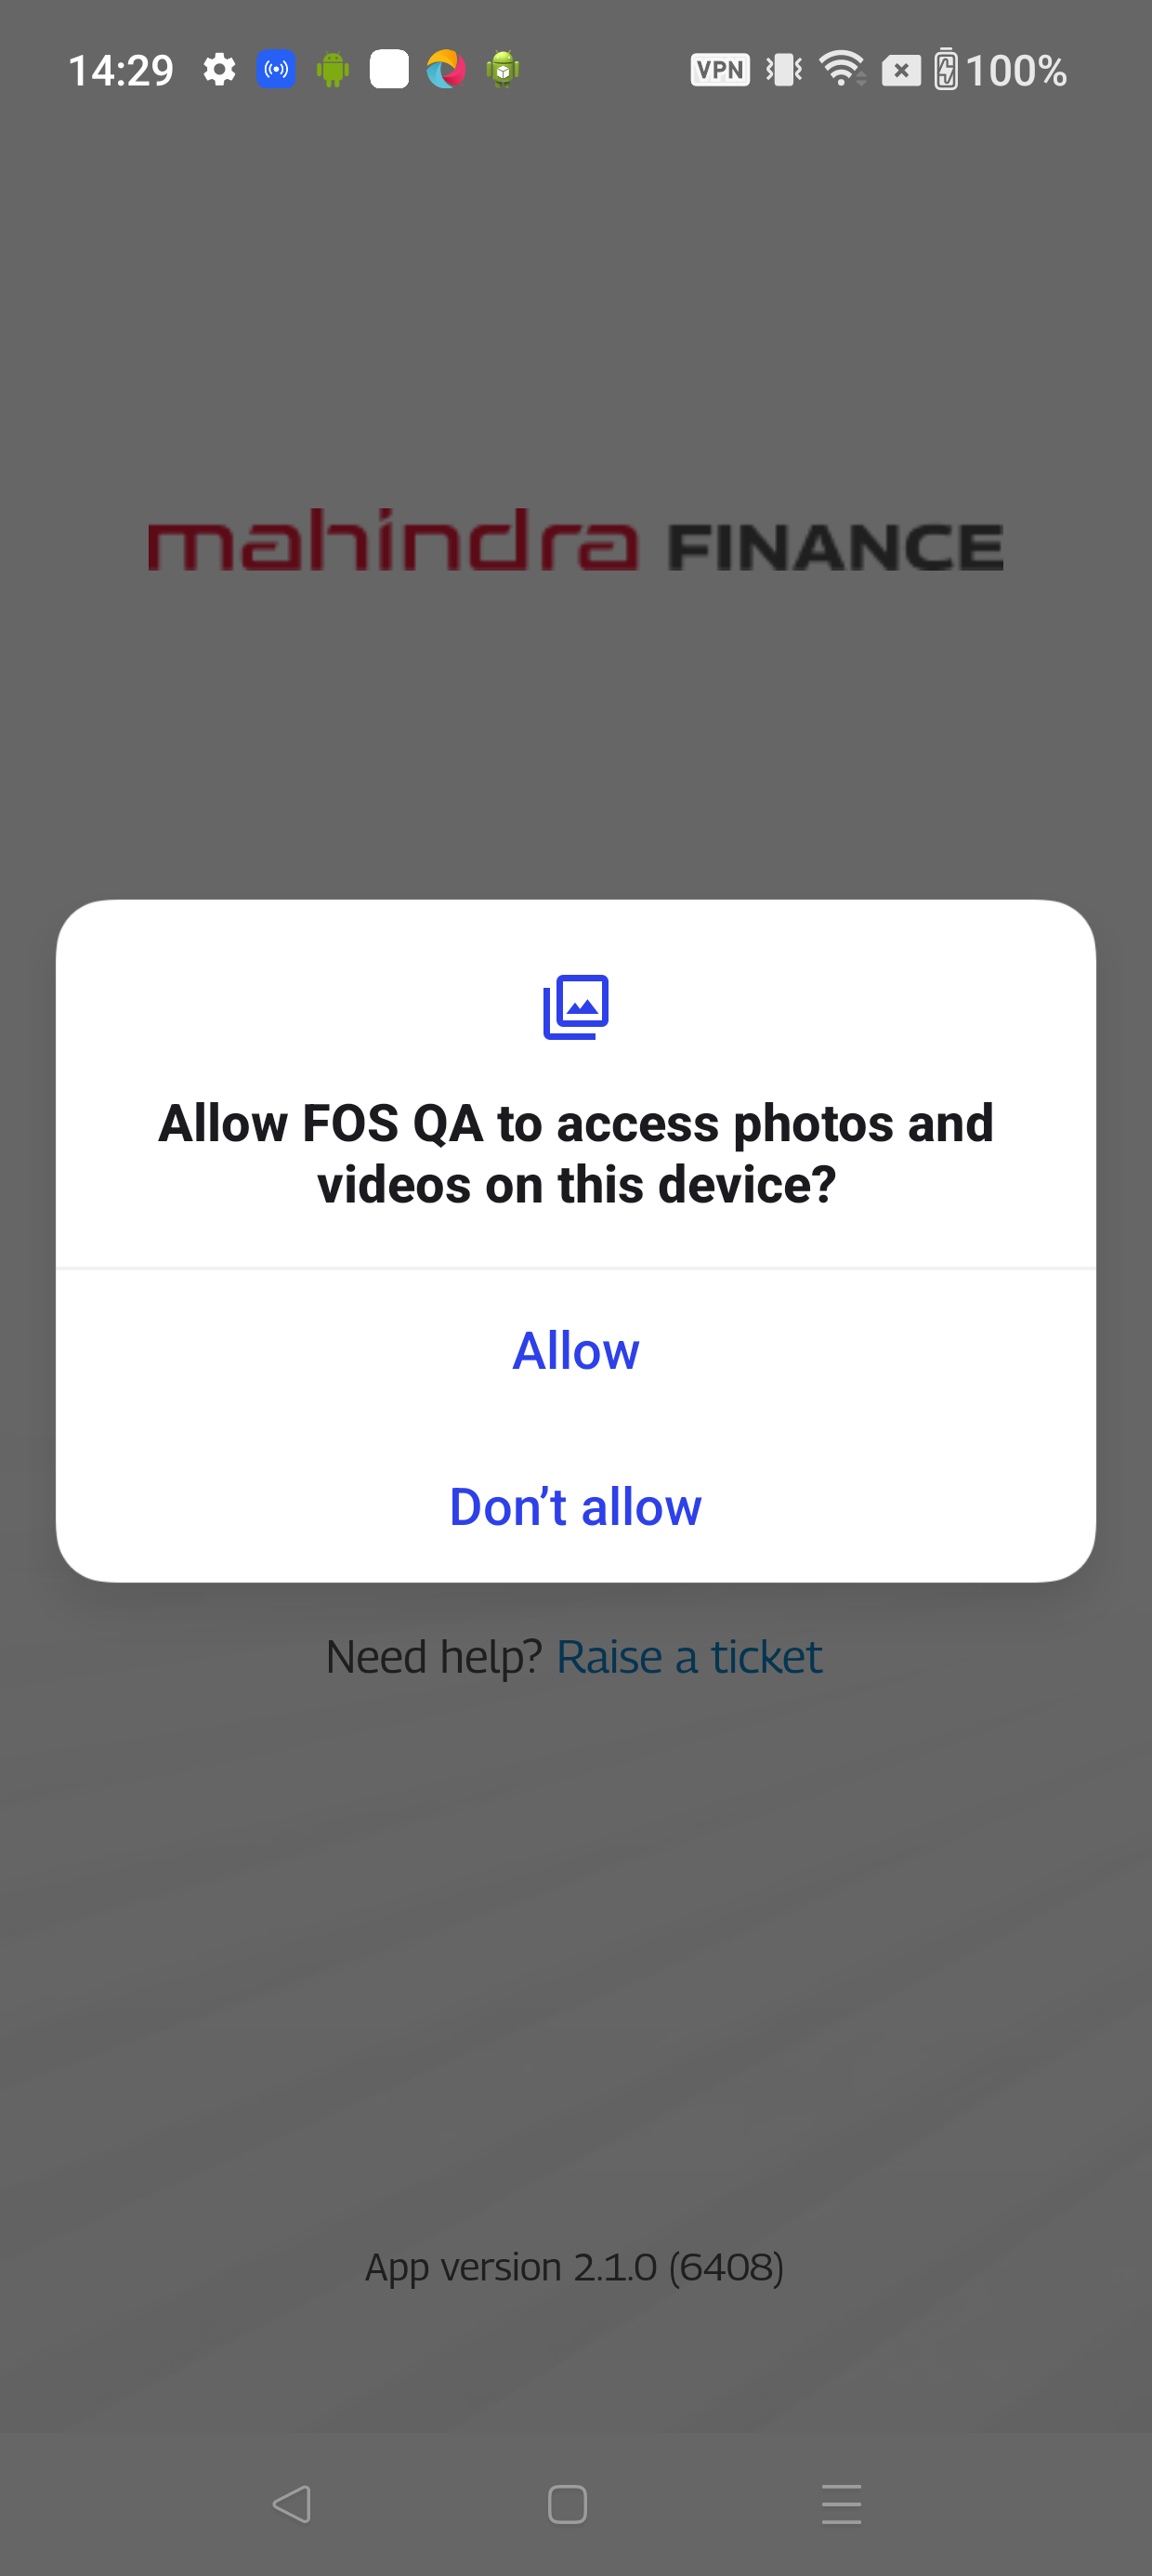 14:29 VPN 100%
mahindra FINANCE
Allow FOS QA to access photos and
videos on this device?
Allow
Don’t allow
Need help? Raise a ticket
App version 2.1.0 (6408)